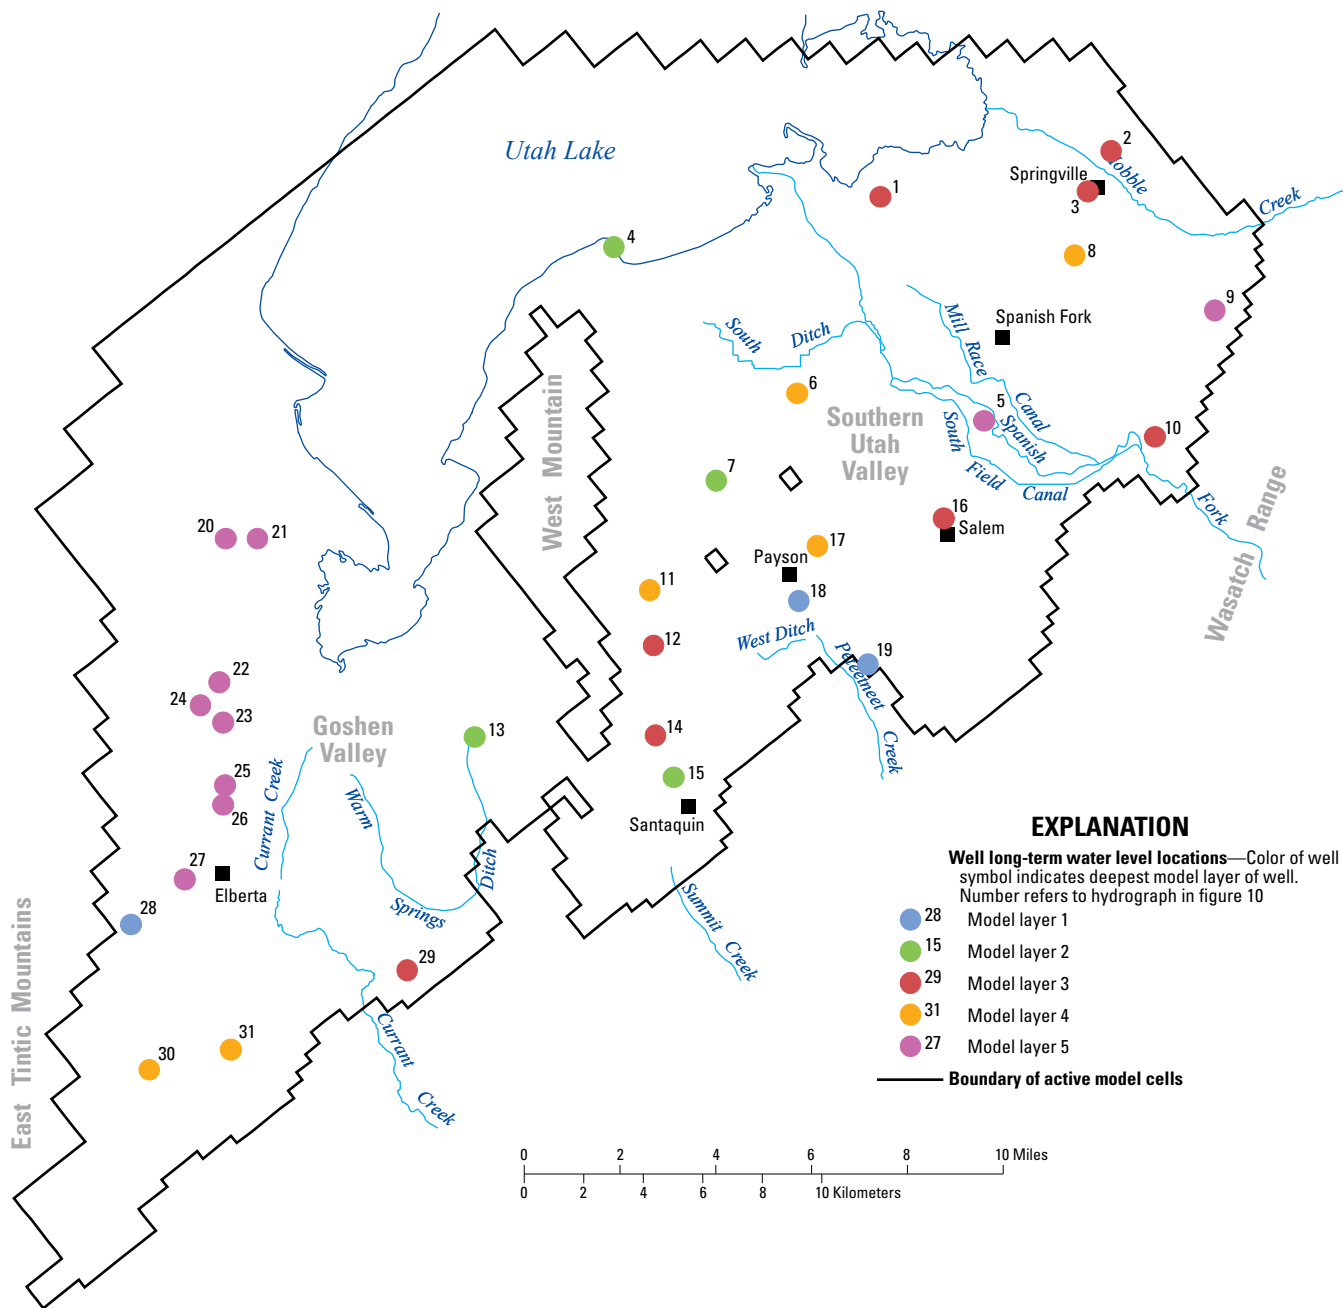 Utah Lake
2
Springville
Hobble
Creek
1
3
4
8
9
Spanish Fork
Mill Race
Canal
South
Ditch
6
Southern
Utah
Valley
5
Spanish
10
South
Field
Canal
Fork
West Mountain
7
Wasatch Range
16
Salem
20
21
17
Payson
11
18
West Ditch
12
19
Peteetneet
Creek
22
24
23
Goshen
Valley
13
14
15
Santaquin
25
26
Currant Creek
Warm
Springs
Ditch
27
Elberta
28
Summit Creek
29
East Tintic Mountains
31
30
Currant
Creek
EXPLANATION
Well long-term water level locations—Color of well
symbol indicates deepest model layer of well.
Number refers to hydrograph in figure 10
28 Model layer 1
15 Model layer 2
29 Model layer 3
31 Model layer 4
27 Model layer 5
Boundary of active model cells
0 2 4 6 8 10 Miles
0 2 4 6 8 10 Kilometers